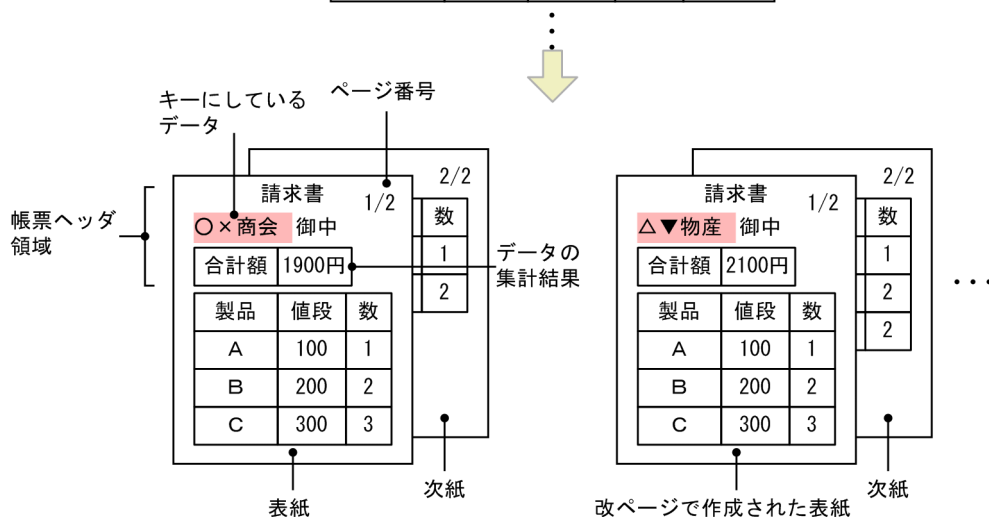 キーにしている
データ
ページ番号
帳票ヘッダ
領域
請求書
1/2
2/2
○×商会 御中
合計額 1900円
データの
集計結果
製品 値段 数
A 100 1
B 200 2
C 300 3
数
1
2
表紙
次紙
請求書
1/2
2/2
△▼物産 御中
合計額 2100円
製品 値段 数
A 100 1
B 200 2
C 300 3
数
1
2
2
・・・
改ページで作成された表紙
次紙